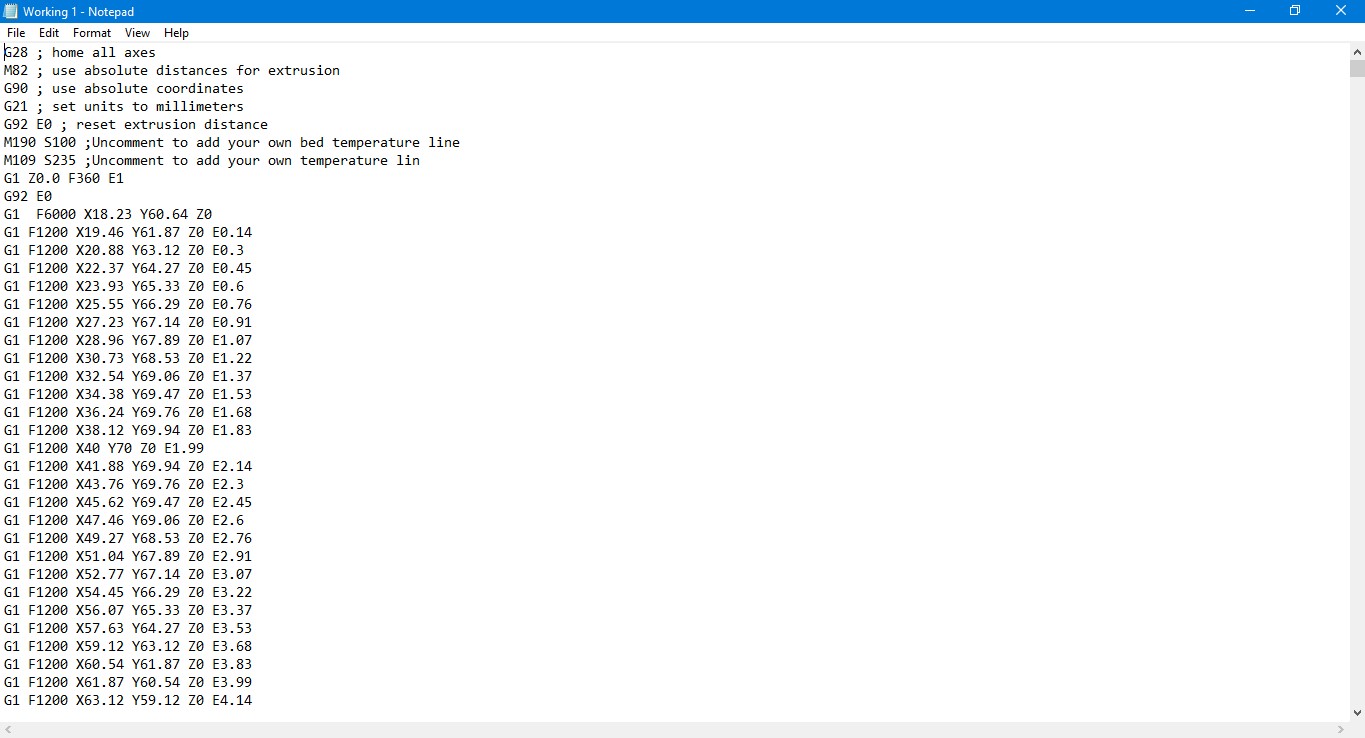 Working 1 - Notepad
File Edit Format View Help
G28 ; home all axes
M82 ; use absolute distances for extrusion
G90 ; use absolute coordinates
G21 ; set units to millimeters
G92 E0 ; reset extrusion distance
M190 S100 ;Uncomment to add your own bed temperature line
M109 S235 ;Uncomment to add your own temperature lin
G1 Z0.0 F360 E1
G92 E0
G1  F6000 X18.23 Y60.64 Z0
G1 F1200 X19.46 Y61.87 Z0 E0.14
G1 F1200 X20.88 Y63.12 Z0 E0.3
G1 F1200 X22.37 Y64.27 Z0 E0.45
G1 F1200 X23.93 Y65.33 Z0 E0.6
G1 F1200 X25.55 Y66.29 Z0 E0.76
G1 F1200 X27.23 Y67.14 Z0 E0.91
G1 F1200 X28.96 Y67.89 Z0 E1.07
G1 F1200 X30.73 Y68.53 Z0 E1.22
G1 F1200 X32.54 Y69.06 Z0 E1.37
G1 F1200 X34.38 Y69.47 Z0 E1.53
G1 F1200 X36.24 Y69.76 Z0 E1.68
G1 F1200 X38.12 Y69.94 Z0 E1.83
G1 F1200 X40 Y70 Z0 E1.99
G1 F1200 X41.88 Y69.94 Z0 E2.14
G1 F1200 X43.76 Y69.76 Z0 E2.3
G1 F1200 X45.62 Y69.47 Z0 E2.45
G1 F1200 X47.46 Y69.06 Z0 E2.6
G1 F1200 X49.27 Y68.53 Z0 E2.76
G1 F1200 X51.04 Y67.89 Z0 E2.91
G1 F1200 X52.77 Y67.14 Z0 E3.07
G1 F1200 X54.45 Y66.29 Z0 E3.22
G1 F1200 X56.07 Y65.33 Z0 E3.37
G1 F1200 X57.63 Y64.27 Z0 E3.53
G1 F1200 X59.12 Y63.12 Z0 E3.68
G1 F1200 X60.54 Y61.87 Z0 E3.83
G1 F1200 X61.87 Y60.54 Z0 E3.99
G1 F1200 X63.12 Y59.12 Z0 E4.14